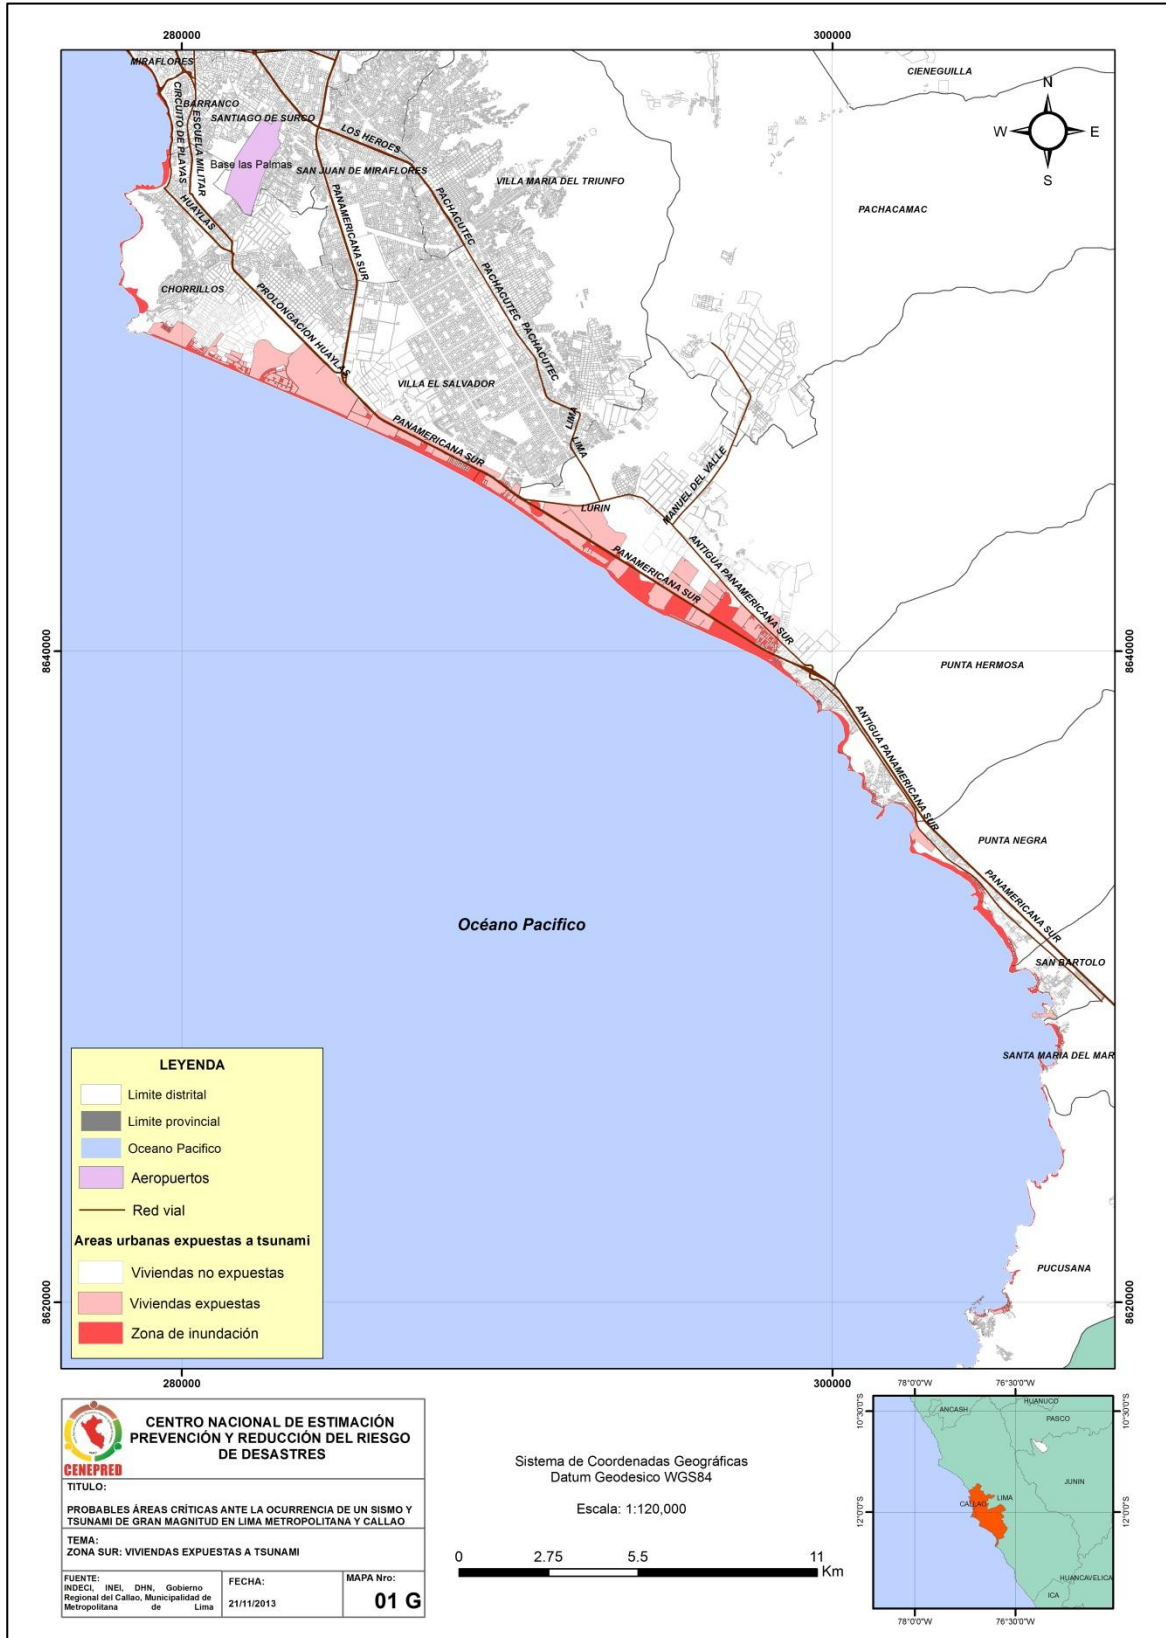 280000
300000
MIRAFLORES
BARRANCO
SANTIAGO DE SURCO
CIRCUITO DE PLAYAS
ESCUELA MILITAR
Base las Palmas
LOS HEROES
SAN JUAN DE MIRAFLORES
HUAYLAS
PANAMERICANA SUR
PACHACUTEC
VILLA MARIA DEL TRIUNFO
CIENEGUILLA
PACHACAMAC
N
W
E
S
CHORRILLOS
PROLONGACION HUAYLAS
PACHACUTEC
PACHACUTEC
VILLA EL SALVADOR
LIMA
LIMA
PANAMERICANA SUR
MANUEL DEL VALLE
LURIN
PANAMERICANA SUR
ANTIGUA PANAMERICANA SUR
8640000
8640000
PUNTA HERMOSA
ANTIGUA PANAMERICANA SUR
PUNTA NEGRA
PANAMERICANA SUR
Océano Pacifico
SAN BARTOLO
SANTA MARIA DEL MAR
PUCUSANA
8620000
8620000
LEYENDA
Limite distrital
Limite provincial
Oceano Pacifico
Aeropuertos
Red vial
Areas urbanas expuestas a tsunami
Viviendas no expuestas
Viviendas expuestas
Zona de inundación
280000
300000
CENEPRED
CENTRO NACIONAL DE ESTIMACIÓN
PREVENCIÓN Y REDUCCIÓN DEL RIESGO
DE DESASTRES
TITULO:
PROBABLES ÁREAS CRÍTICAS ANTE LA OCURRENCIA DE UN SISMO Y
TSUNAMI DE GRAN MAGNITUD EN LIMA METROPOLITANA Y CALLAO
TEMA:
ZONA SUR: VIVIENDAS EXPUESTAS A TSUNAMI
FUENTE:
INDECI, INEI, DHN, Gobierno
Regional del Callao, Municipalidad de
Metropolitana de Lima
FECHA:
21/11/2013
MAPA Nro:
01 G
Sistema de Coordenadas Geográficas
Datum Geodesico WGS84
Escala: 1:120,000
0 2.75 5.5 11
Km
78°0'0"W
76°30'0"W
10°30'0"S
10°30'0"S
12°0'0"S
12°0'0"S
ANCASH
HUANUCO
PASCO
JUNIN
LIMA
CALLAO
HUANCAVELICA
ICA
78°0'0"W
76°30'0"W